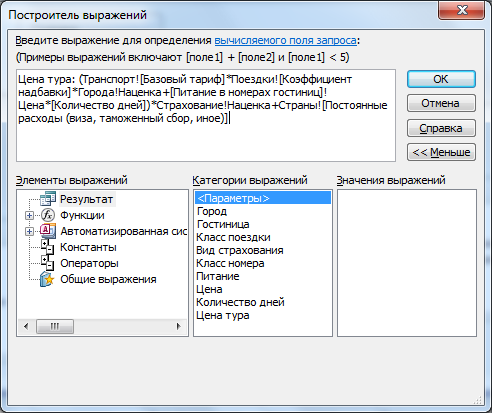 Построитель выражений
Введите выражение для определения вычисляемого поля запроса:
(Примеры выражений включают [поле1] + [поле2] и [поле1] < 5)
Цена тура: (Транспорт![Базовый тариф]*Поездки![Коэффициент
надбавки]*Города!Наценка+[Питание в номерах гостиниц]!
Цена*[Количество дней])*Страхование!Наценка+Страны![Постоянные
расходы (виза, таможенный сбор, иное)]
ОК
Отмена
Справка
<< Меньше
Элементы выражений
Результат
Функции
Автоматизированная сис
Константы
Операторы
Общие выражения
Категории выражений
<Параметры>
Город
Гостиница
Класс поездки
Вид страхования
Класс номера
Питание
Цена
Количество дней
Цена тура
Значения выражений